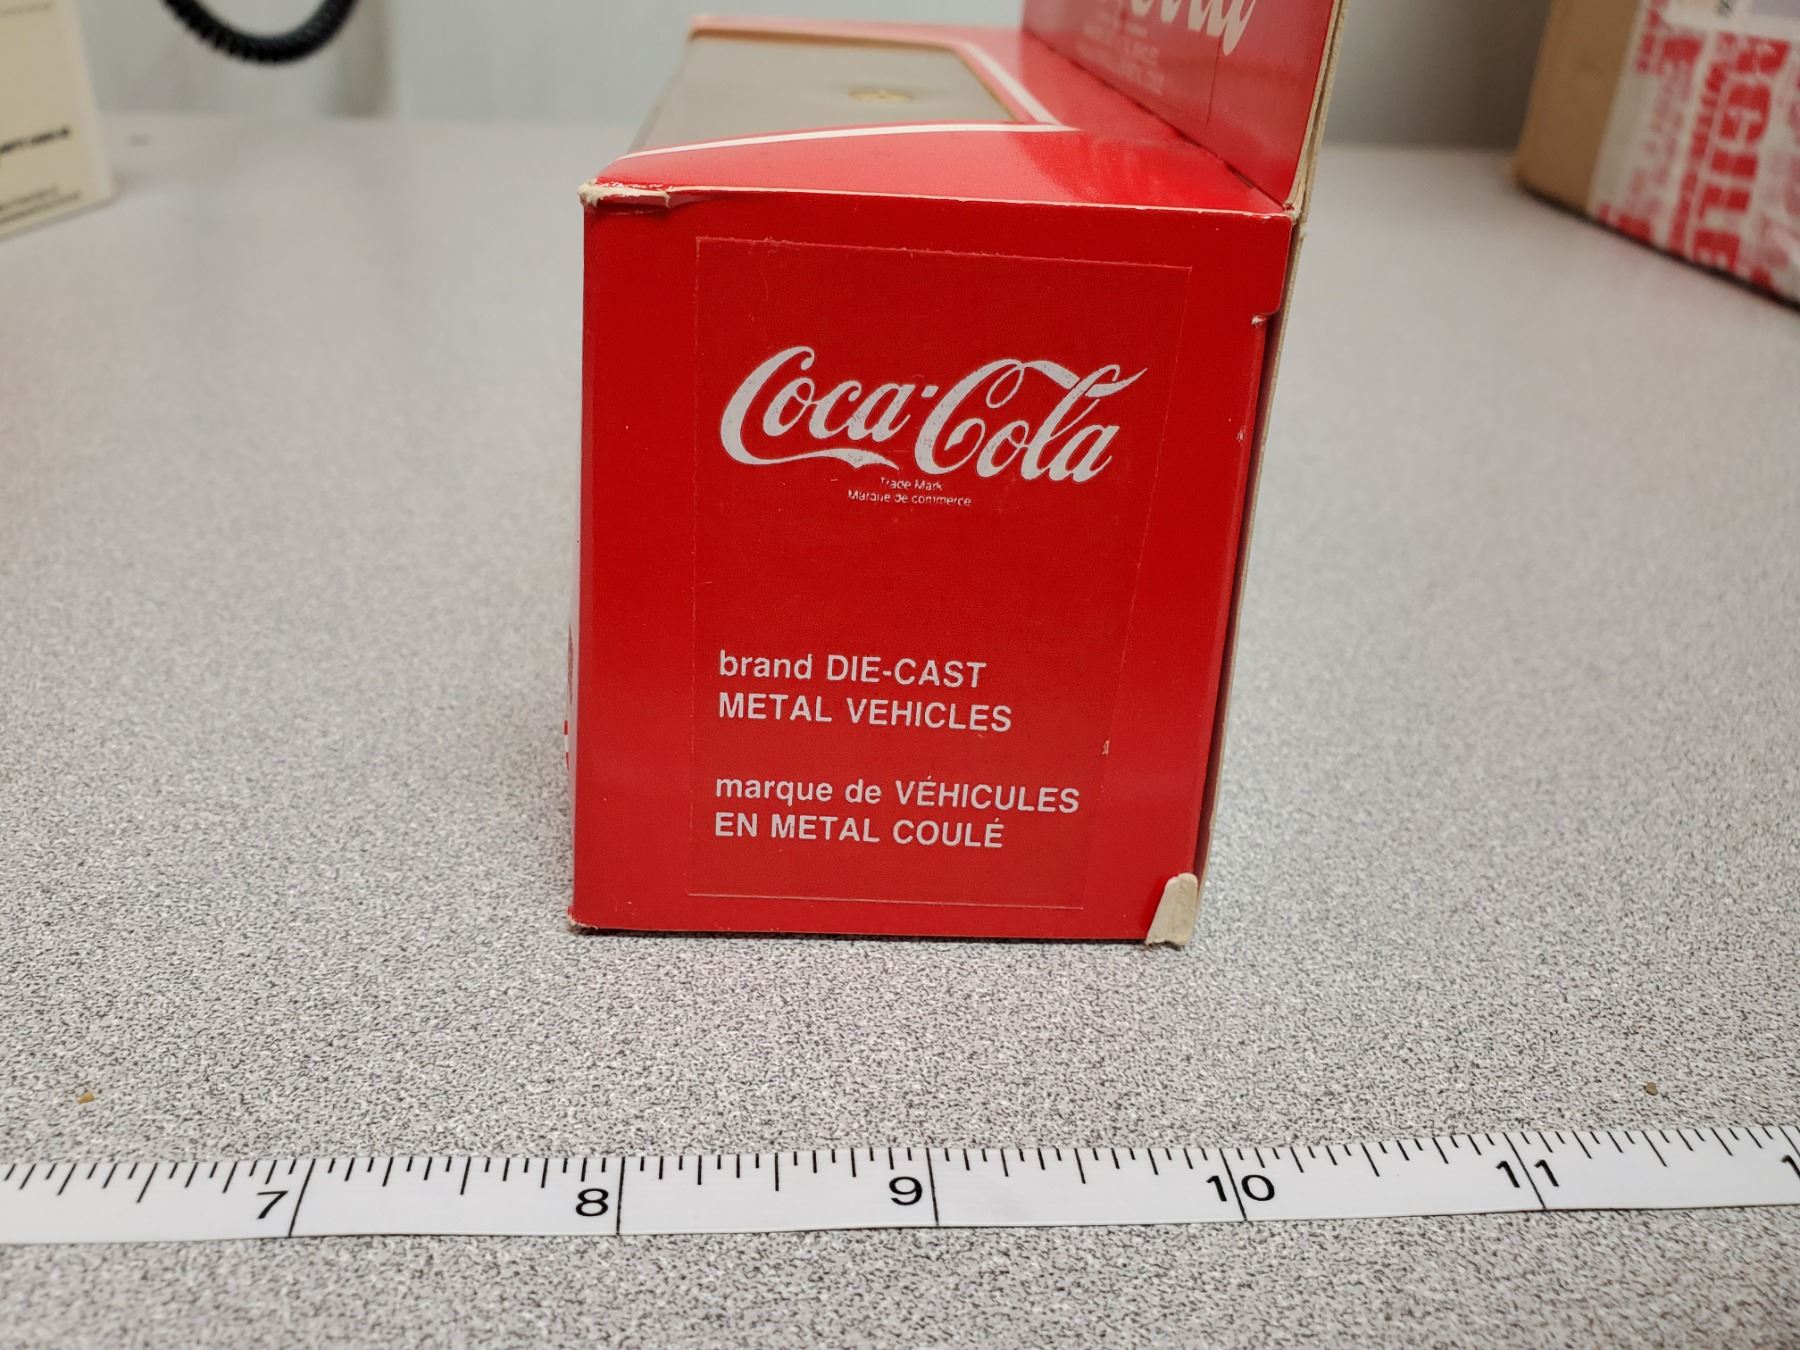 Coca-Cola
Trade Mark
Marque de commerce
brand DIE-CAST
METAL VEHICLES
marque de VÉHICULES
EN METAL COULÉ
7 8 9 10 11